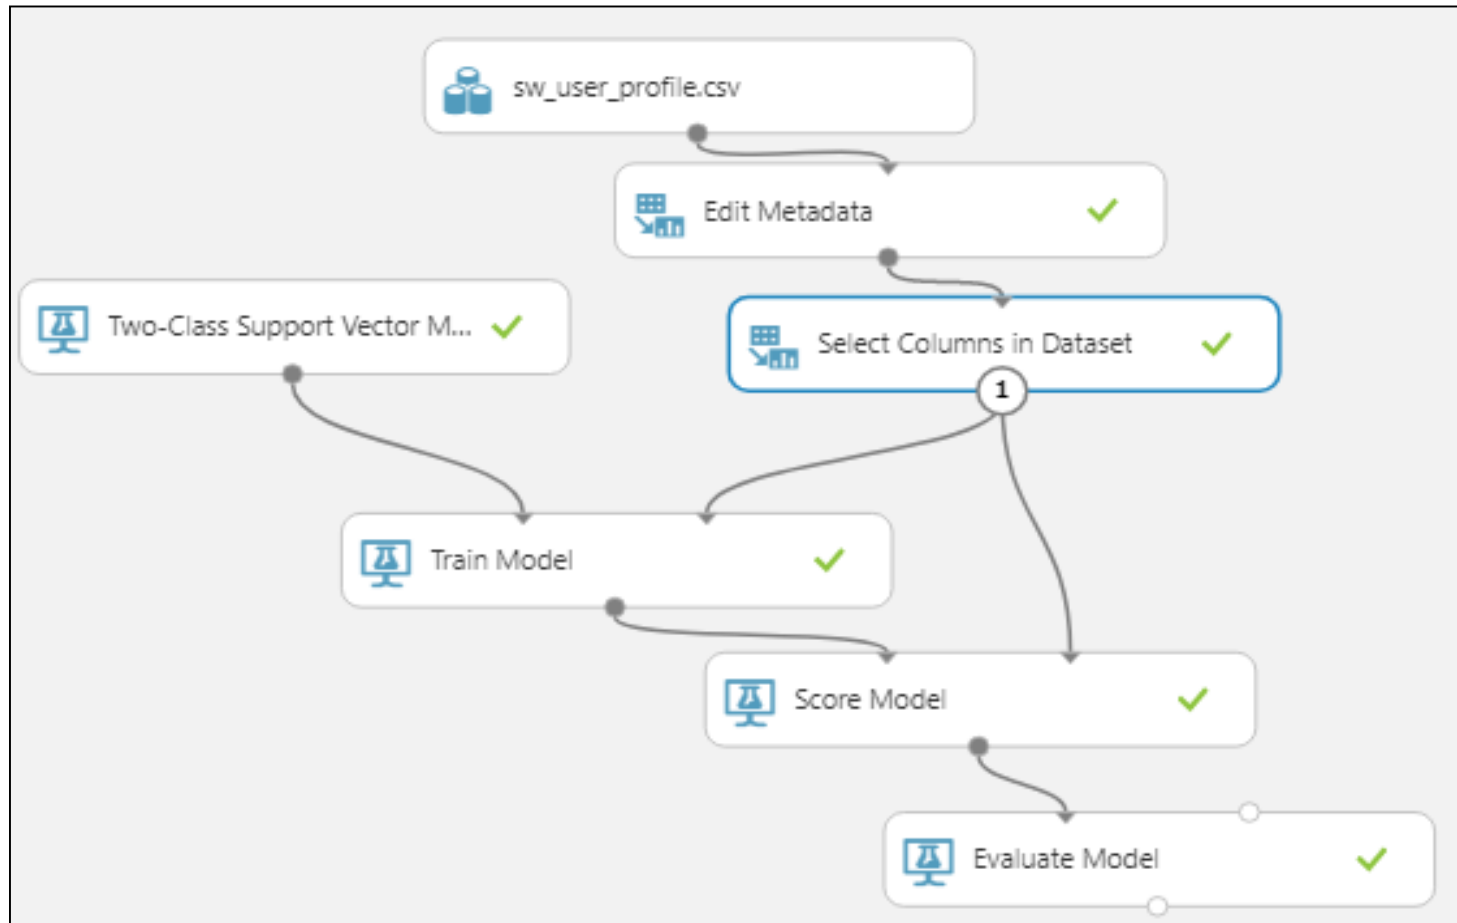 sw_user_profile.csv
Edit Metadata
Two-Class Support Vector M...
Select Columns in Dataset
1
Train Model
Score Model
Evaluate Model